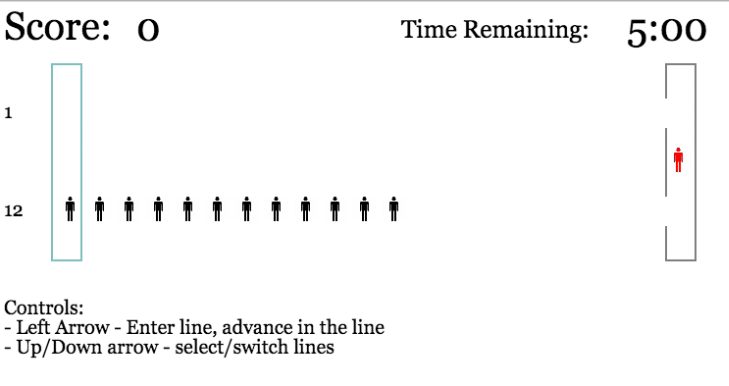 Score: 0 Time Remaining: 5:00
1
12
Controls:
- Left Arrow - Enter line, advance in the line
- Up/Down arrow - select/switch lines